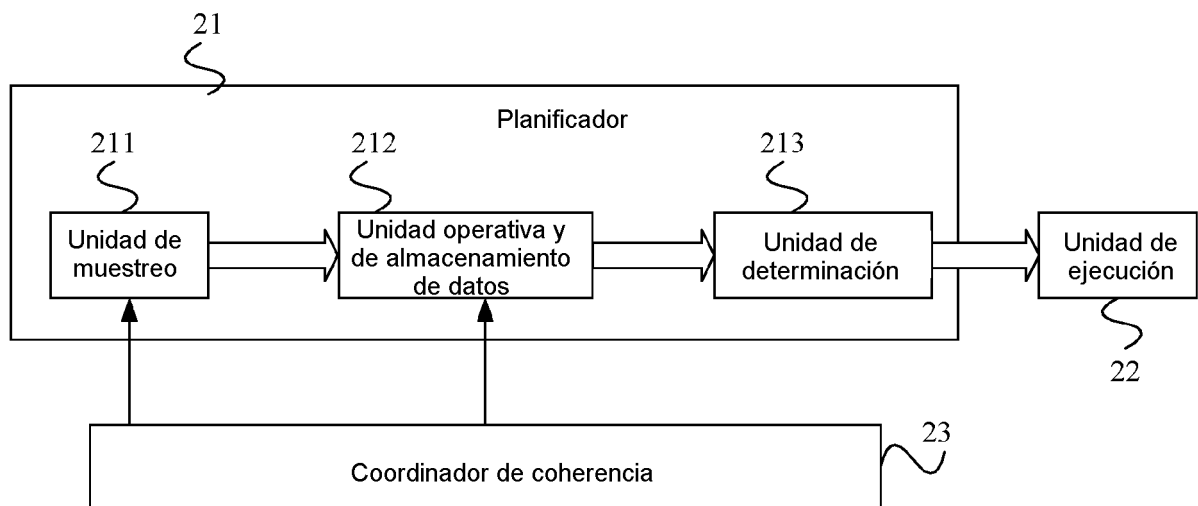 21
Planificador
211
212
213
Unidad de
muestreo
Unidad operativa y
de almacenamiento
de datos
Unidad de
determinación
Unidad de
ejecución
22
23
Coordinador de coherencia